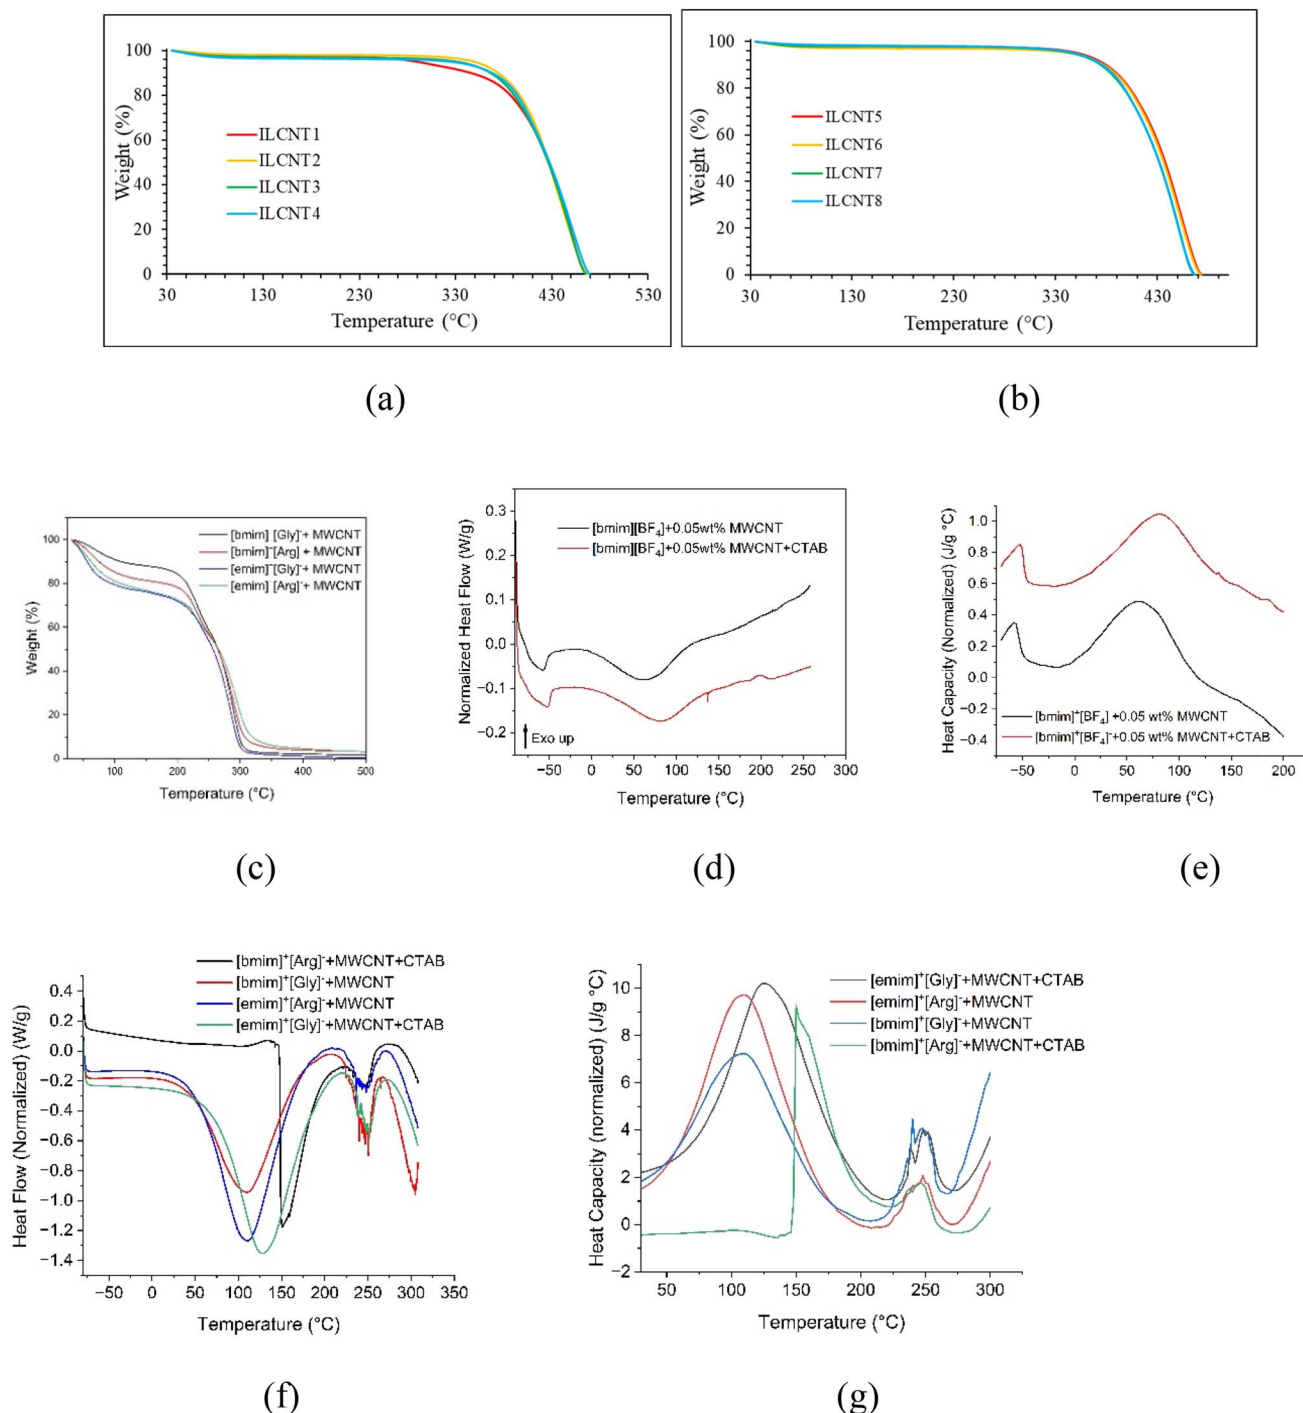 100
80
60
40
20
0
Weight (%)
ILCNT1
ILCNT2
ILCNT3
ILCNT4
30 130 230 330 430 530
Temperature (°C)
(a)
100
80
60
40
20
0
Weight (%)
ILCNT5
ILCNT6
ILCNT7
ILCNT8
30 130 230 330 430
Temperature (°C)
(b)
100
80
60
40
20
0
Weight (%)
[bmim] [Gly]⁻+ MWCNT
[bmim]⁻[Arg] + MWCNT
[emim]⁻[Gly]⁻+ MWCNT
[emim] [Arg]⁻+ MWCNT
100 200 300 400 500
Temperature (°C)
(c)
0.3
0.2
0.1
0.0
−0.1
−0.2
Normalized Heat Flow (W/g)
[bmim][BF₄]+0.05wt% MWCNT
[bmim][BF₄]+0.05wt% MWCNT+CTAB
Exo up
−50 0 50 100 150 200 250 300
Temperature (°C)
(d)
1.0
0.8
0.6
0.4
0.2
0.0
−0.2
−0.4
Heat Capacity (Normalized) (J/g °C)
[bmim]⁺[BF₄] +0.05 wt% MWCNT
[bmim]⁺[BF₄]⁻+0.05 wt% MWCNT+CTAB
−50 0 50 100 150 200
Temperature (°C)
(e)
[bmim]⁺[Arg]⁻+MWCNT+CTAB
[bmim]⁺[Gly]⁻+MWCNT
[emim]⁺[Arg]⁻+MWCNT
[emim]⁺[Gly]⁻+MWCNT+CTAB
0.4
0.2
0.0
−0.2
−0.4
−0.6
−0.8
−1.0
−1.2
−1.4
Heat Flow (Normalized) (W/g)
−50 0 50 100 150 200 250 300 350
Temperature (°C)
(f)
10
8
6
4
2
0
−2
Heat Capacity (normalized) (J/g °C)
[emim]⁺[Gly]⁻+MWCNT+CTAB
[emim]⁺[Arg]⁻+MWCNT
[bmim]⁺[Gly]⁻+MWCNT
[bmim]⁺[Arg]⁻+MWCNT+CTAB
50 100 150 200 250 300
Temperature (°C)
(g)